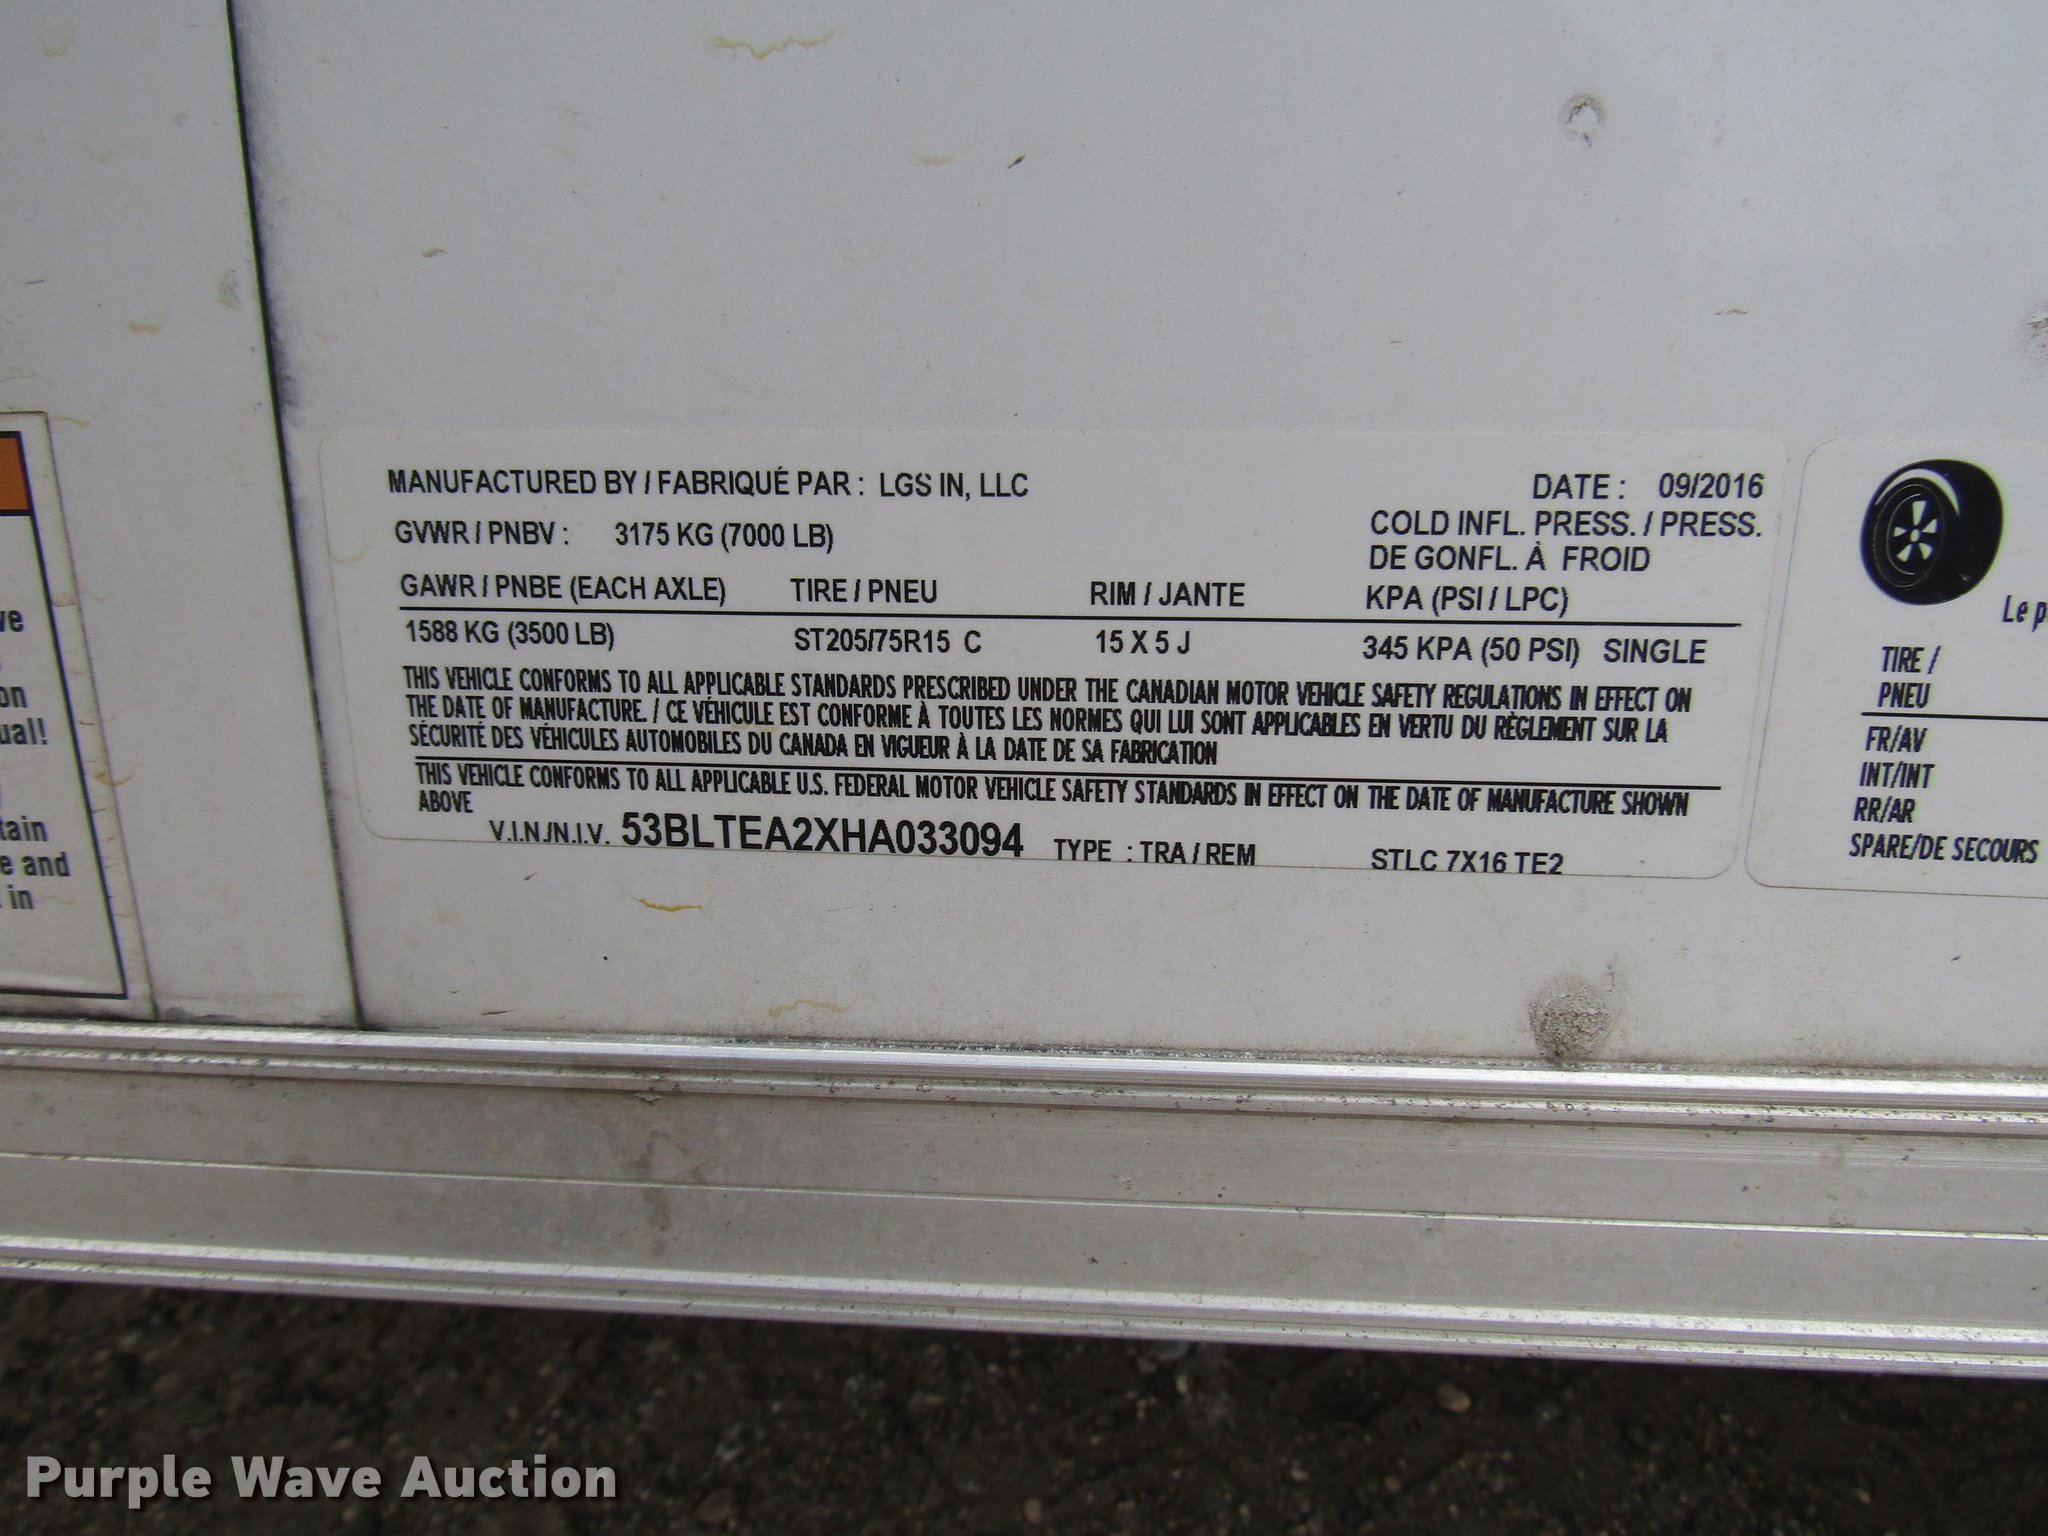 MANUFACTURED BY / FABRIQUÉ PAR : LGS IN, LLC DATE : 09/2016
GVWR / PNBV : 3175 KG (7000 LB) COLD INFL. PRESS. / PRESS.
DE GONFL. À FROID
GAWR / PNBE (EACH AXLE) TIRE / PNEU RIM / JANTE KPA (PSI / LPC)
1588 KG (3500 LB) ST205/75R15 C 15 X 5 J 345 KPA (50 PSI) SINGLE
THIS VEHICLE CONFORMS TO ALL APPLICABLE STANDARDS PRESCRIBED UNDER THE CANADIAN MOTOR VEHICLE SAFETY REGULATIONS IN EFFECT ON
THE DATE OF MANUFACTURE. / CE VÉHICULE EST CONFORME À TOUTES LES NORMES QUI LUI SONT APPLICABLES EN VERTU DU RÈGLEMENT SUR LA
SÉCURITÉ DES VÉHICULES AUTOMOBILES DU CANADA EN VIGUEUR À LA DATE DE SA FABRICATION
THIS VEHICLE CONFORMS TO ALL APPLICABLE U.S. FEDERAL MOTOR VEHICLE SAFETY STANDARDS IN EFFECT ON THE DATE OF MANUFACTURE SHOWN
ABOVE
V.I.N./N.I.V. 53BLTEA2XHA033094 TYPE : TRA / REM STLC 7X16 TE2
Le
TIRE /
PNEU
FR/AV
INT/INT
RR/AR
SPARE/DE SECOURS
ual!
tain
e and
in
Purple Wave Auction